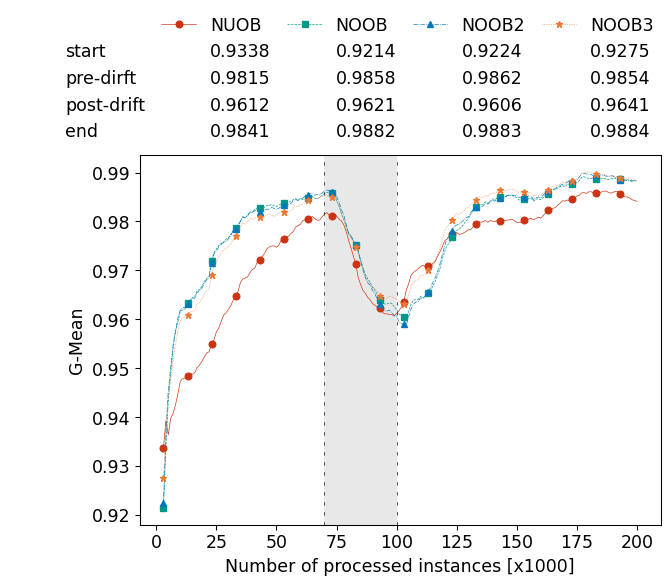 NUOB NOOB NOOB2 NOOB3
start 0.9338 0.9214 0.9224 0.9275
pre-dirft 0.9815 0.9858 0.9862 0.9854
post-drift 0.9612 0.9621 0.9606 0.9641
end 0.9841 0.9882 0.9883 0.9884
0.99
0.98
0.97
0.96
0.95
0.94
0.93
0.92
G-Mean
0 25 50 75 100 125 150 175 200
Number of processed instances [x1000]